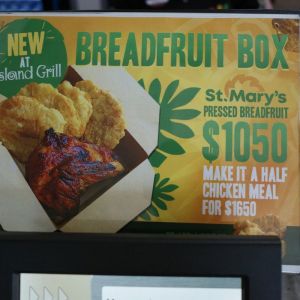 NEW
AT
Island Grill
BREADFRUIT BOX
St. Mary's
PRESSED BREADFRUIT
$1050
MAKE IT A HALF
CHICKEN MEAL
FOR $1650